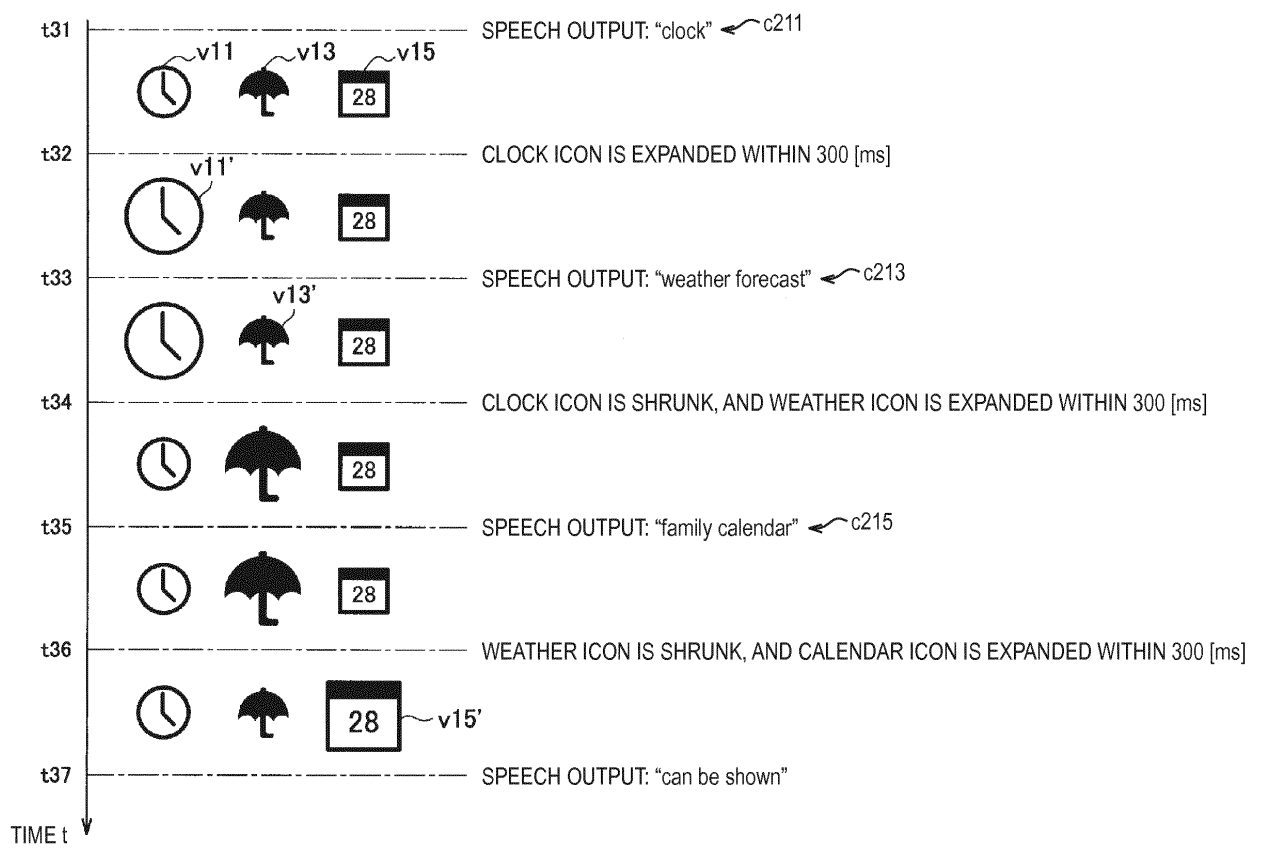 t31 SPEECH OUTPUT: “clock” c211
v11 v13 v15
28
t32 CLOCK ICON IS EXPANDED WITHIN 300 [ms]
v11'
28
t33 SPEECH OUTPUT: “weather forecast” c213
v13'
28
t34 CLOCK ICON IS SHRUNK, AND WEATHER ICON IS EXPANDED WITHIN 300 [ms]
28
t35 SPEECH OUTPUT: “family calendar” c215
28
t36 WEATHER ICON IS SHRUNK, AND CALENDAR ICON IS EXPANDED WITHIN 300 [ms]
28 v15'
t37 SPEECH OUTPUT: “can be shown”
TIME t